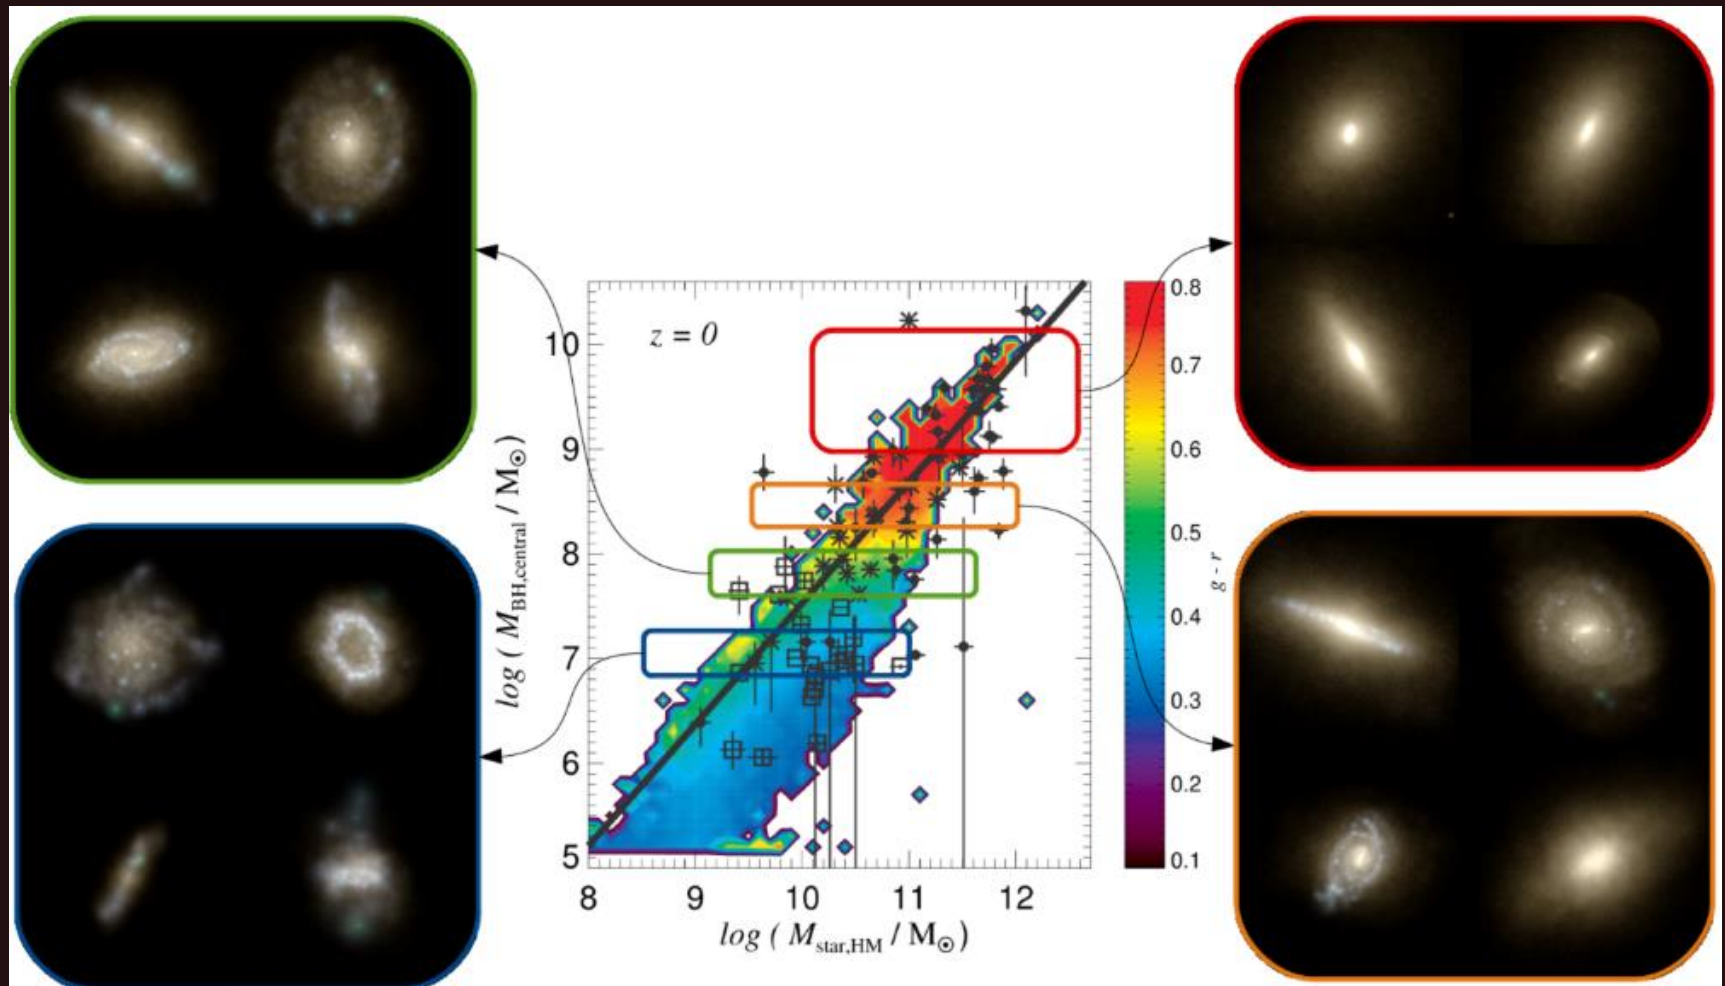 z = 0
10
9
8
7
6
5
log ( M_BH,central / M_⊙ )
8 9 10 11 12
log ( M_star,HM / M_⊙ )
0.8
0.7
0.6
0.5
0.4
0.3
0.2
0.1
g - r